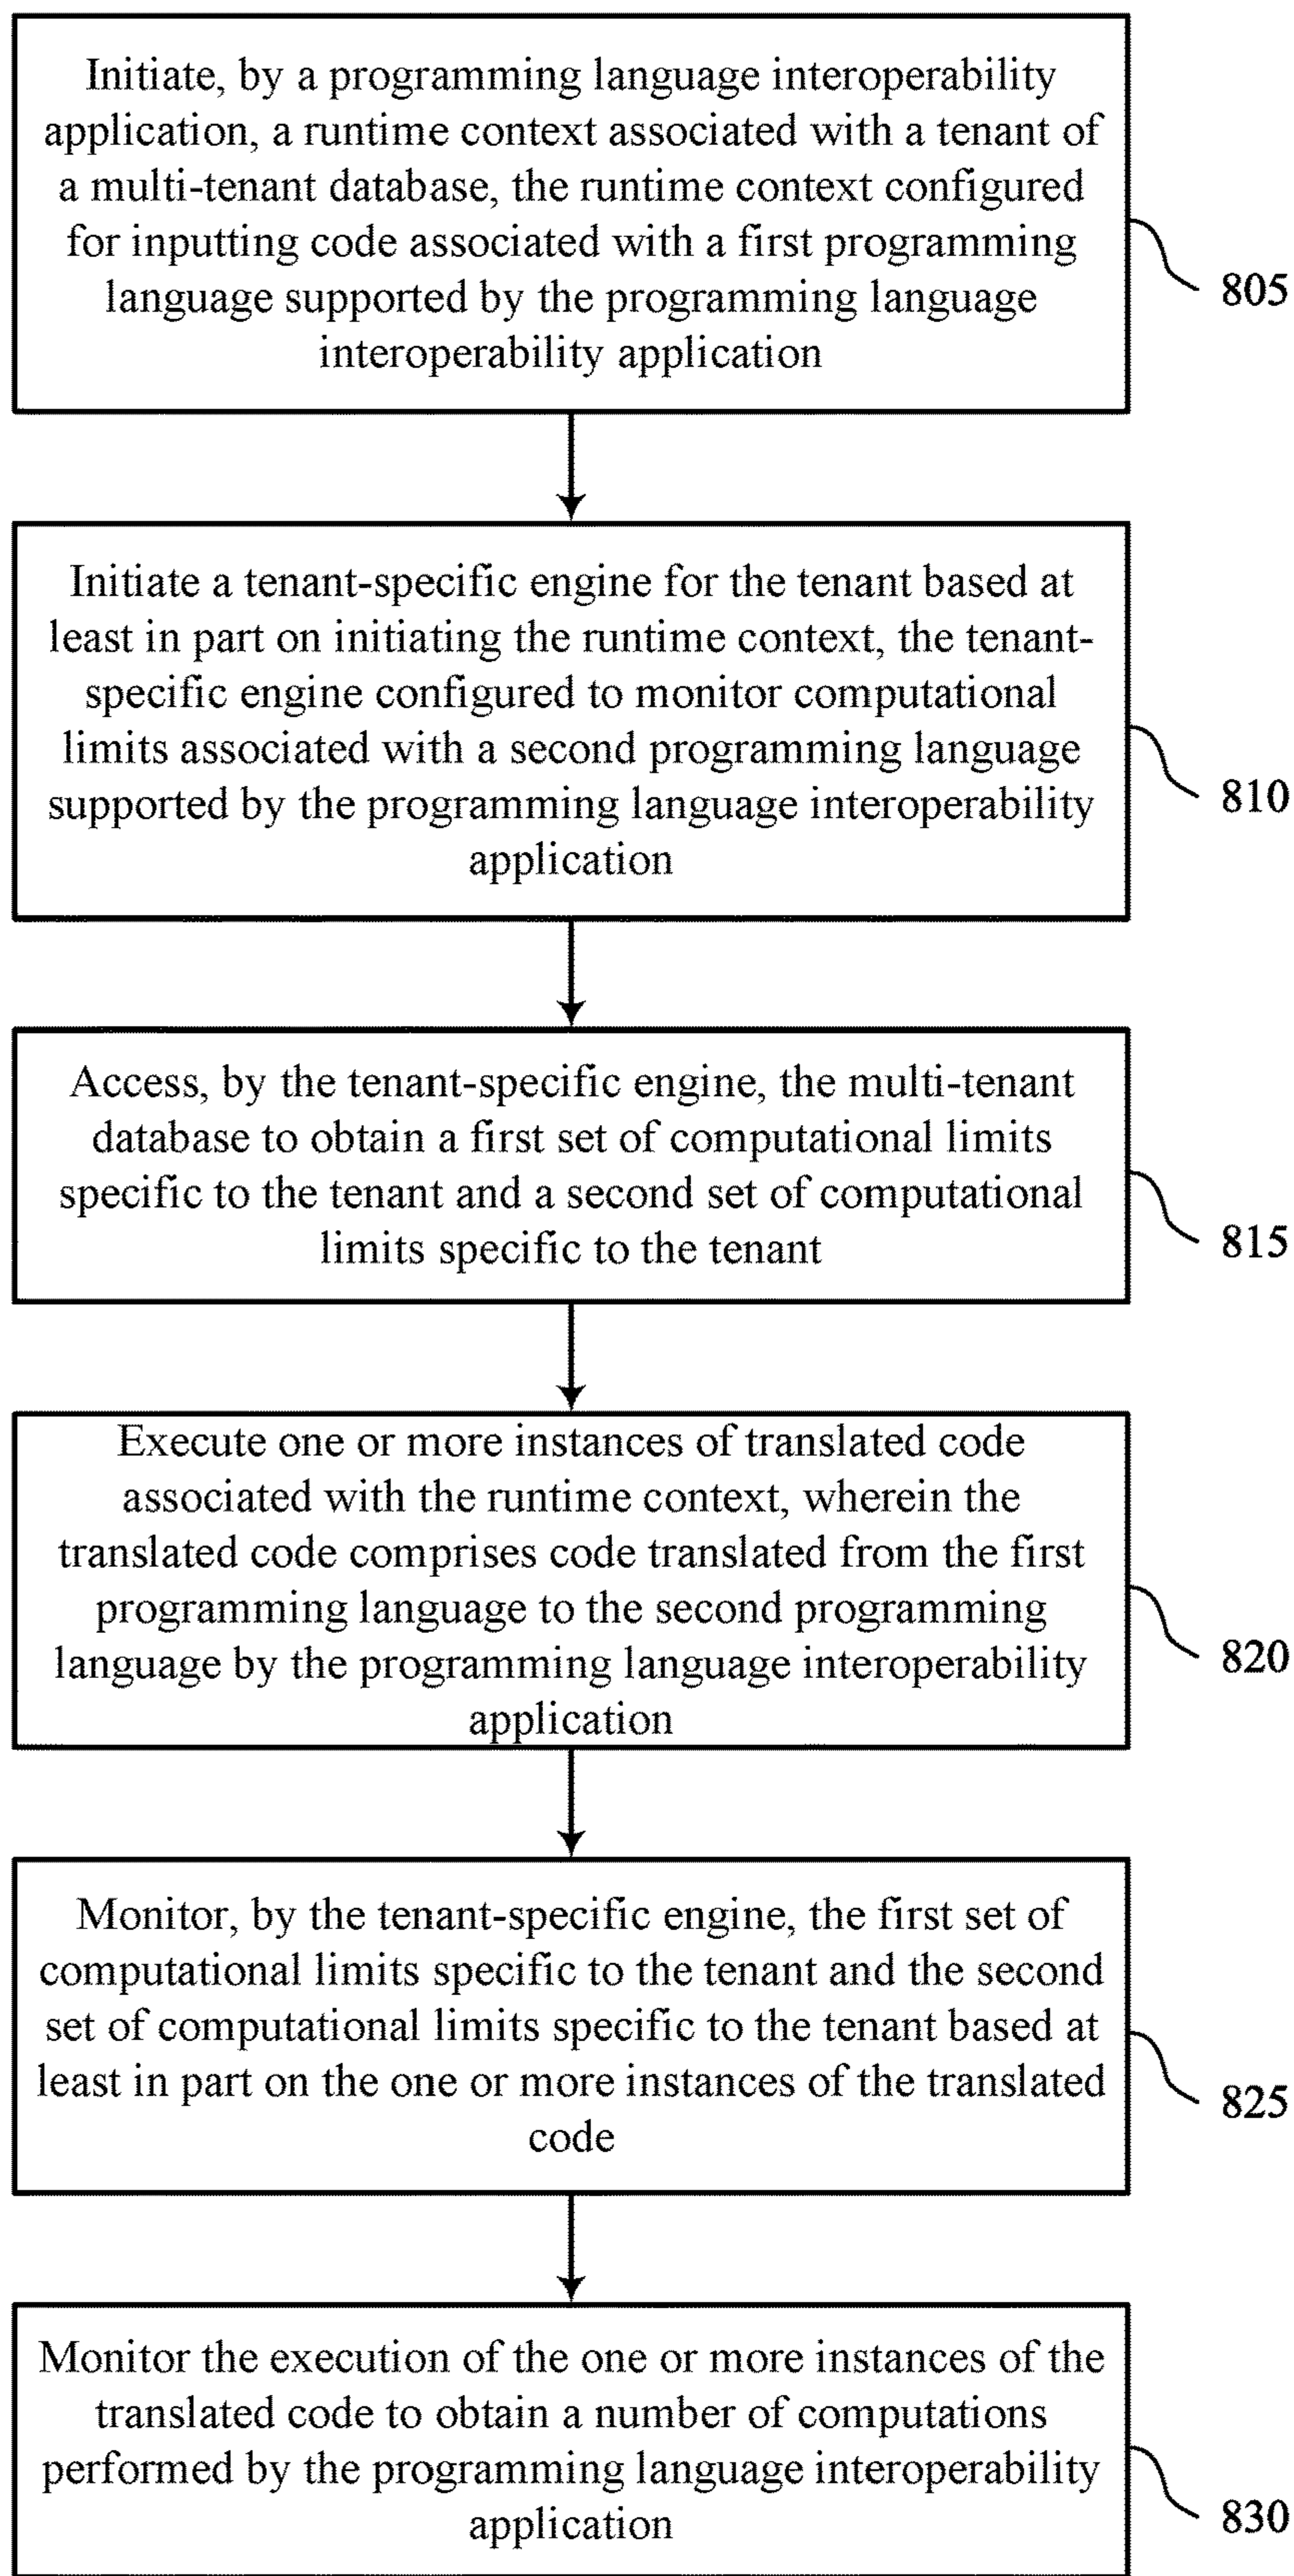 Initiate, by a programming language interoperability
application, a runtime context associated with a tenant of
a multi-tenant database, the runtime context configured
for inputting code associated with a first programming
language supported by the programming language
interoperability application
805
Initiate a tenant-specific engine for the tenant based at
least in part on initiating the runtime context, the tenant-
specific engine configured to monitor computational
limits associated with a second programming language
supported by the programming language interoperability
application
810
Access, by the tenant-specific engine, the multi-tenant
database to obtain a first set of computational limits
specific to the tenant and a second set of computational
limits specific to the tenant
815
Execute one or more instances of translated code
associated with the runtime context, wherein the
translated code comprises code translated from the first
programming language to the second programming
language by the programming language interoperability
application
820
Monitor, by the tenant-specific engine, the first set of
computational limits specific to the tenant and the second
set of computational limits specific to the tenant based at
least in part on the one or more instances of the translated
code
825
Monitor the execution of the one or more instances of the
translated code to obtain a number of computations
performed by the programming language interoperability
application
830